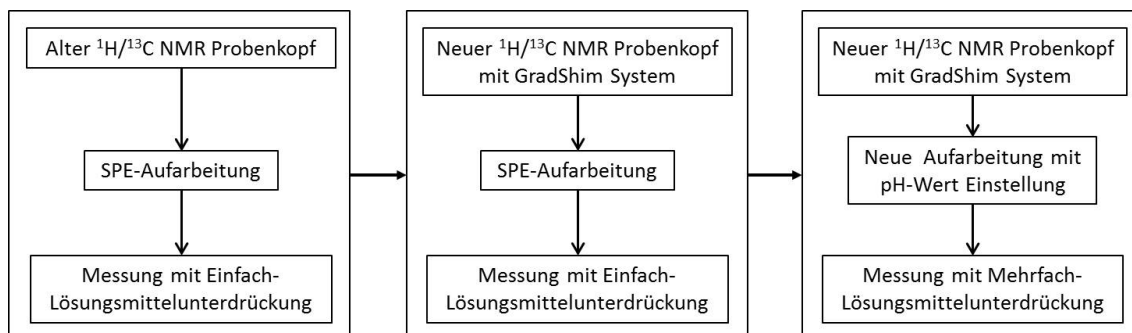 Alter ¹H/¹³C NMR Probenkopf
SPE-Aufarbeitung
Messung mit Einfach-
Lösungsmittelunterdrückung
Neuer ¹H/¹³C NMR Probenkopf
mit GradShim System
SPE-Aufarbeitung
Messung mit Einfach-
Lösungsmittelunterdrückung
Neuer ¹H/¹³C NMR Probenkopf
mit GradShim System
Neue Aufarbeitung mit
pH-Wert Einstellung
Messung mit Mehrfach-
Lösungsmittelunterdrückung